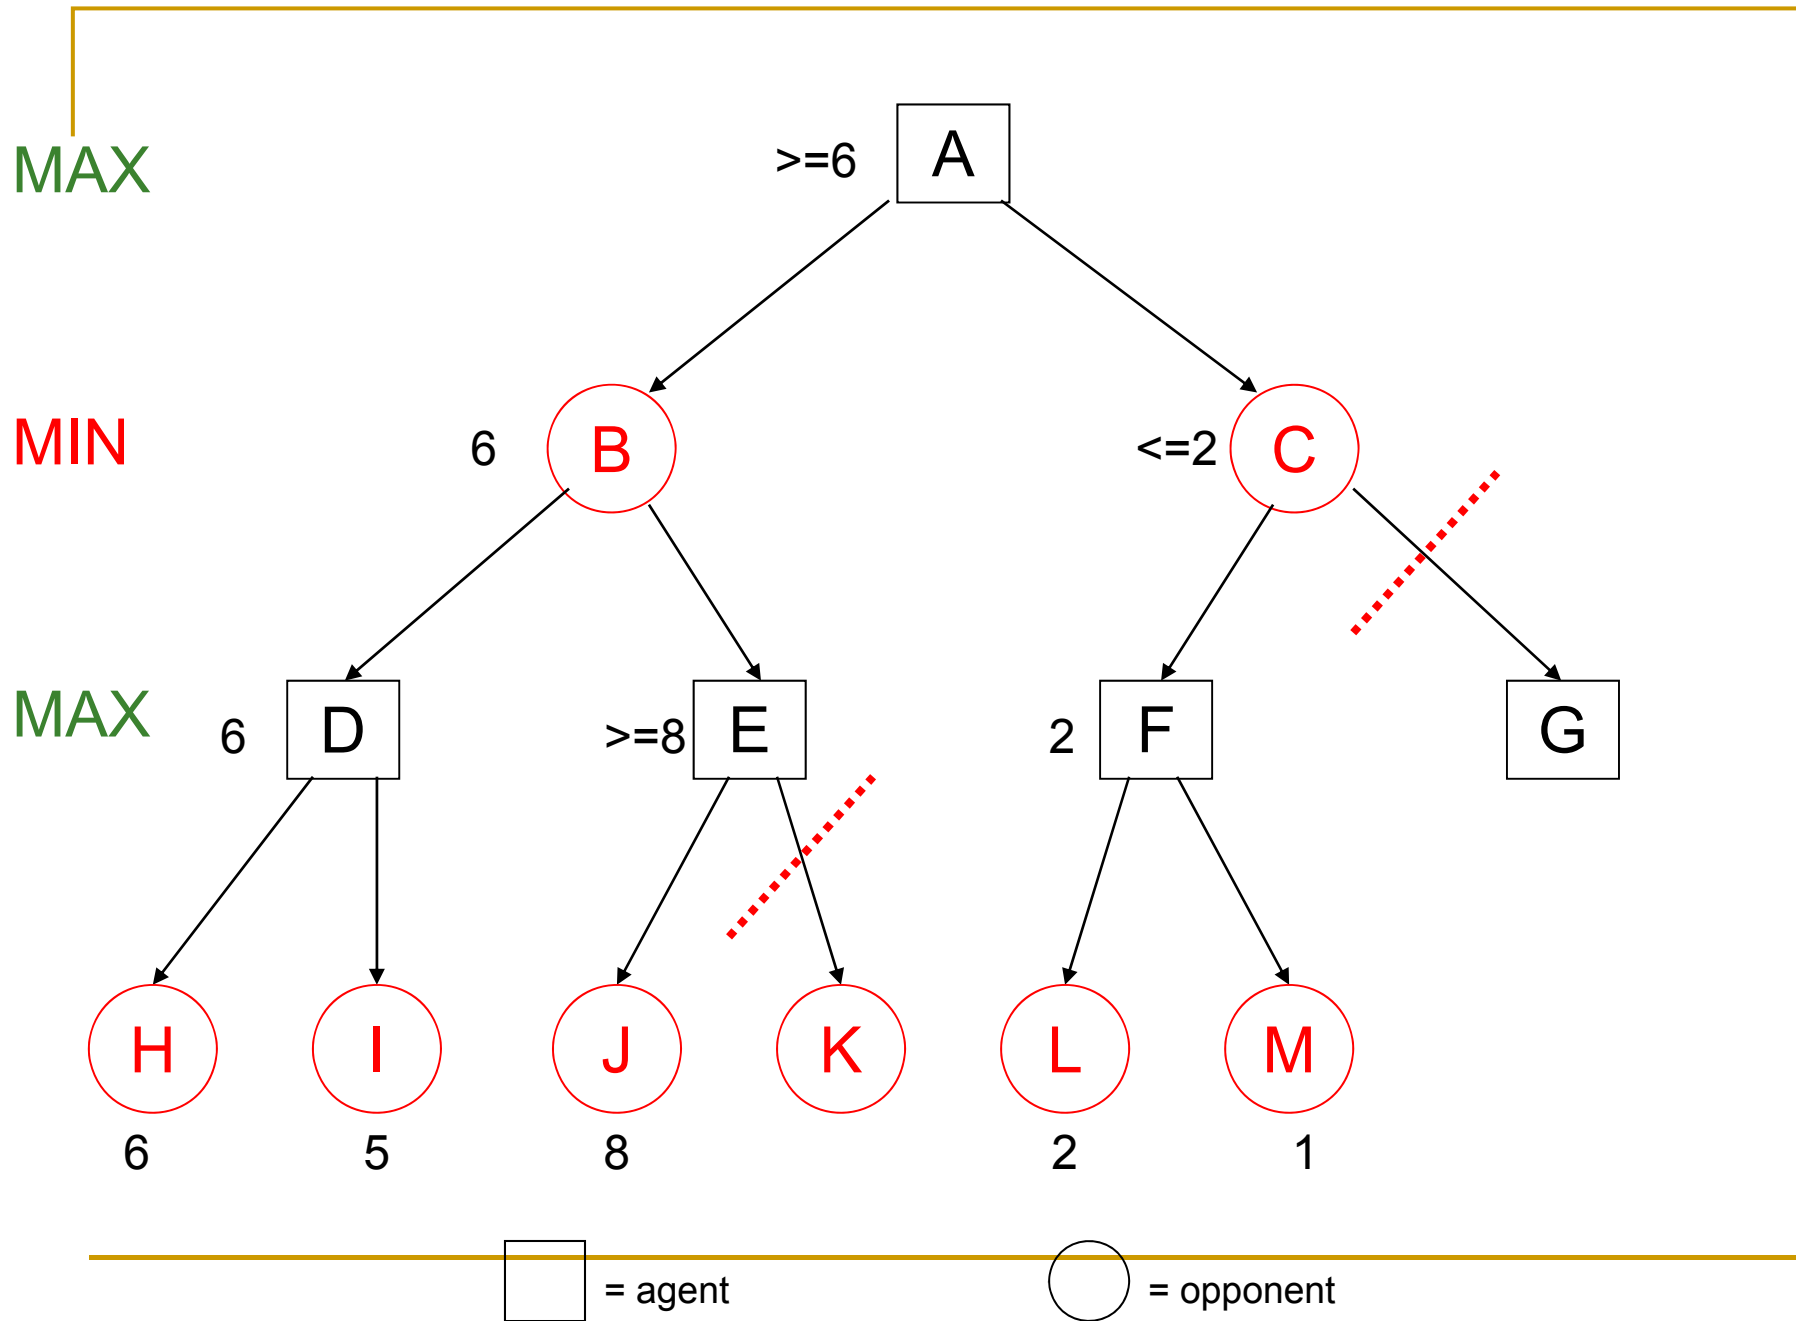 MAX >=6 A
MIN 6 B <=2 C
MAX 6 D >=8 E 2 F G
H I J K L M
6 5 8 2 1
= agent = opponent